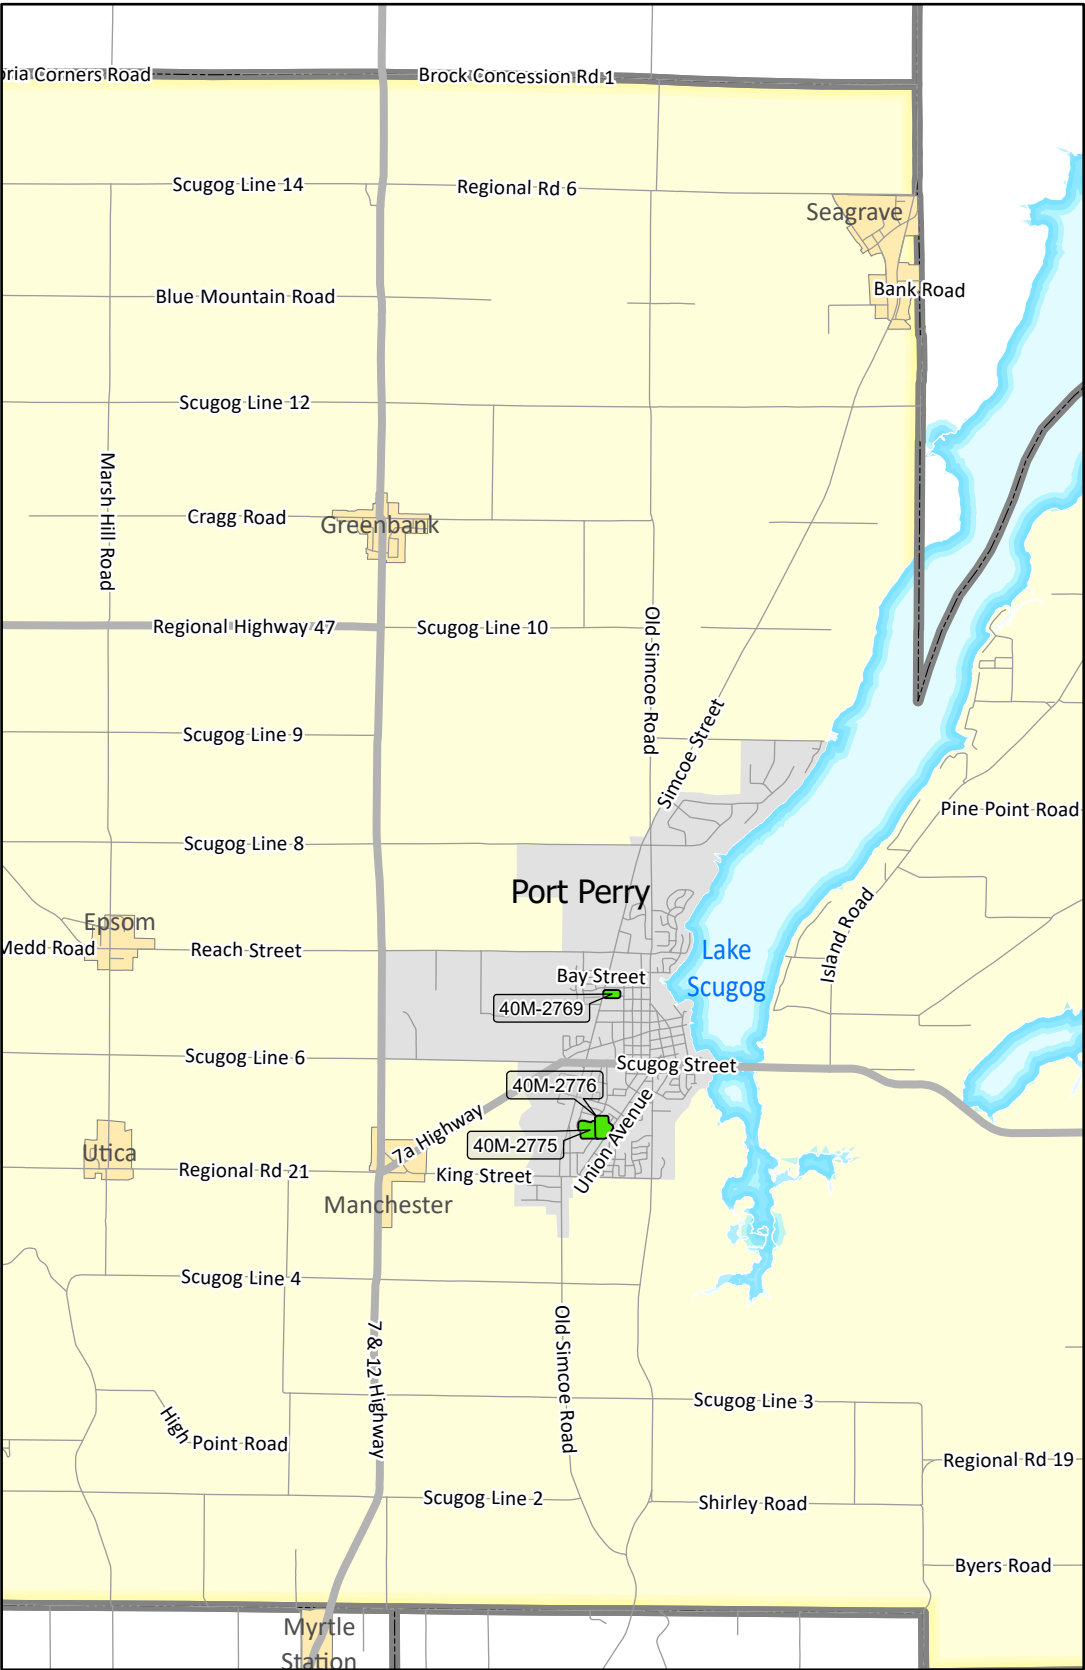 oria Corners Road
Brock Concession Rd 1
Scugog Line 14
Regional Rd 6
Seagrave
Blue Mountain Road
Bank Road
Scugog Line 12
Marsh Hill Road
Cragg Road
Greenbank
Regional Highway 47
Scugog Line 10
Old Simcoe Road
Simcoe Street
Scugog Line 9
Pine Point Road
Scugog Line 8
Port Perry
Epsom
Medd Road
Reach Street
Lake
Scugog
Island Road
Bay Street
40M-2769
Scugog Line 6
Scugog Street
40M-2776
7a Highway
40M-2775
Union Avenue
Utica
Regional Rd 21
King Street
Manchester
Scugog Line 4
7 & 12 Highway
Old Simcoe Road
Scugog Line 3
High Point Road
Regional Rd 19
Scugog Line 2
Shirley Road
Byers Road
Myrtle
Station